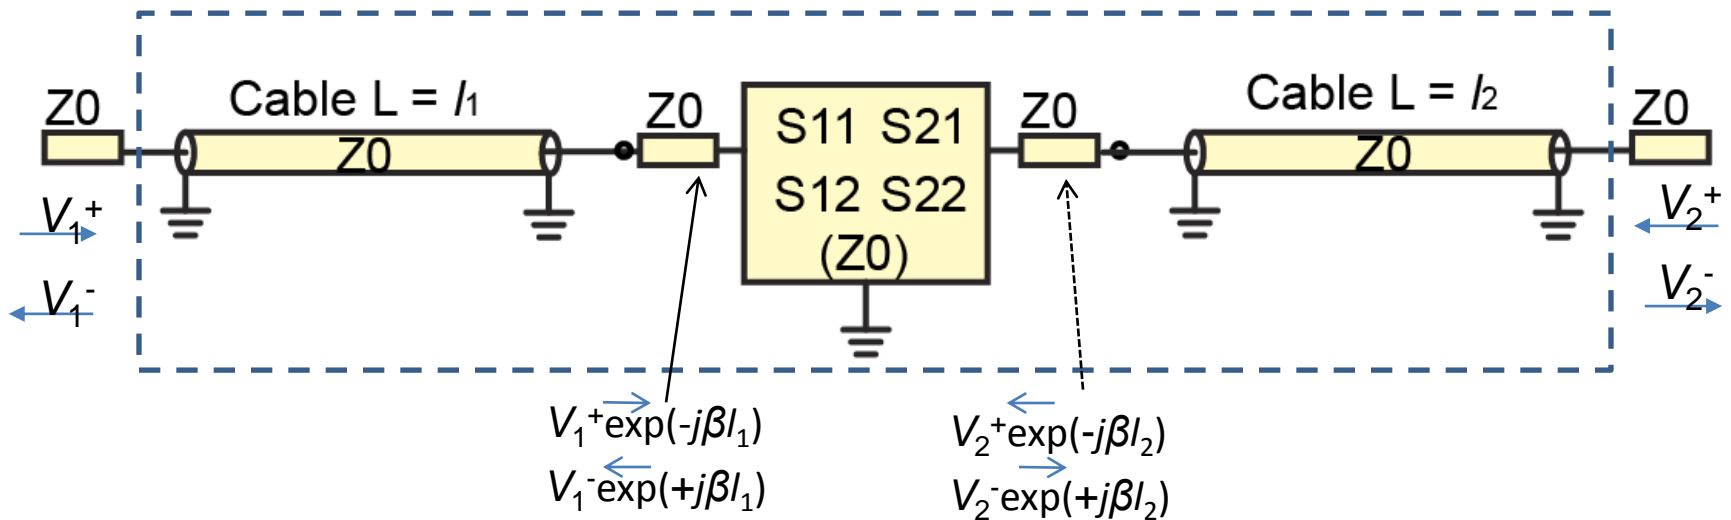 Z0
Cable L = l1
Z0
Z0
S11 S21
S12 S22
(Z0)
Z0
Cable L = l2
Z0
Z0
V1+
V1-
V2+
V2-
V1+exp(-jβl1)
V1-exp(+jβl1)
V2+exp(-jβl2)
V2-exp(+jβl2)